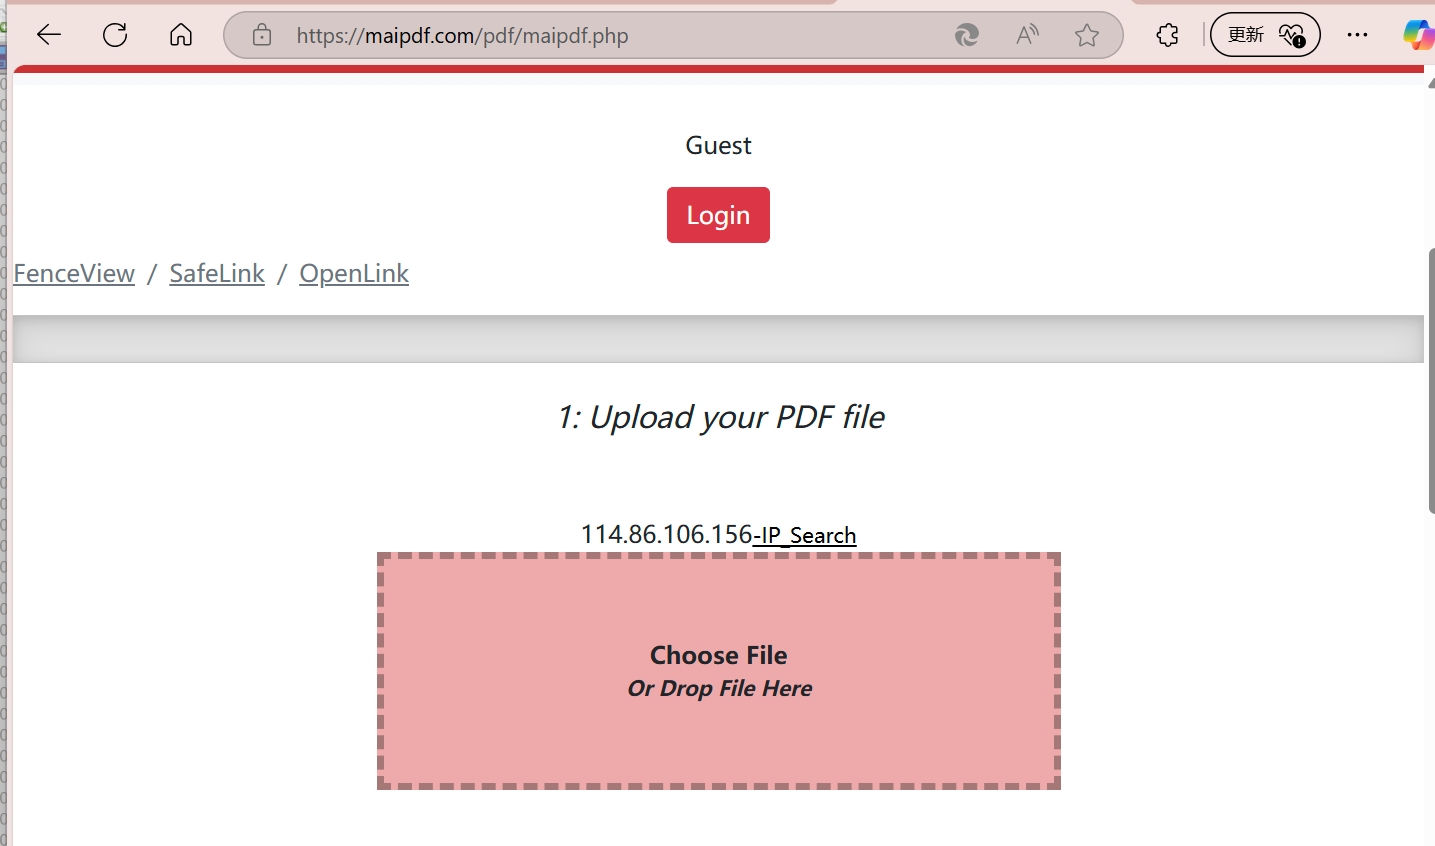 https://maipdf.com/pdf/maipdf.php
更新
Guest
Login
FenceView / SafeLink / OpenLink
1: Upload your PDF file
114.86.106.156-IP_Search
Choose File
Or Drop File Here